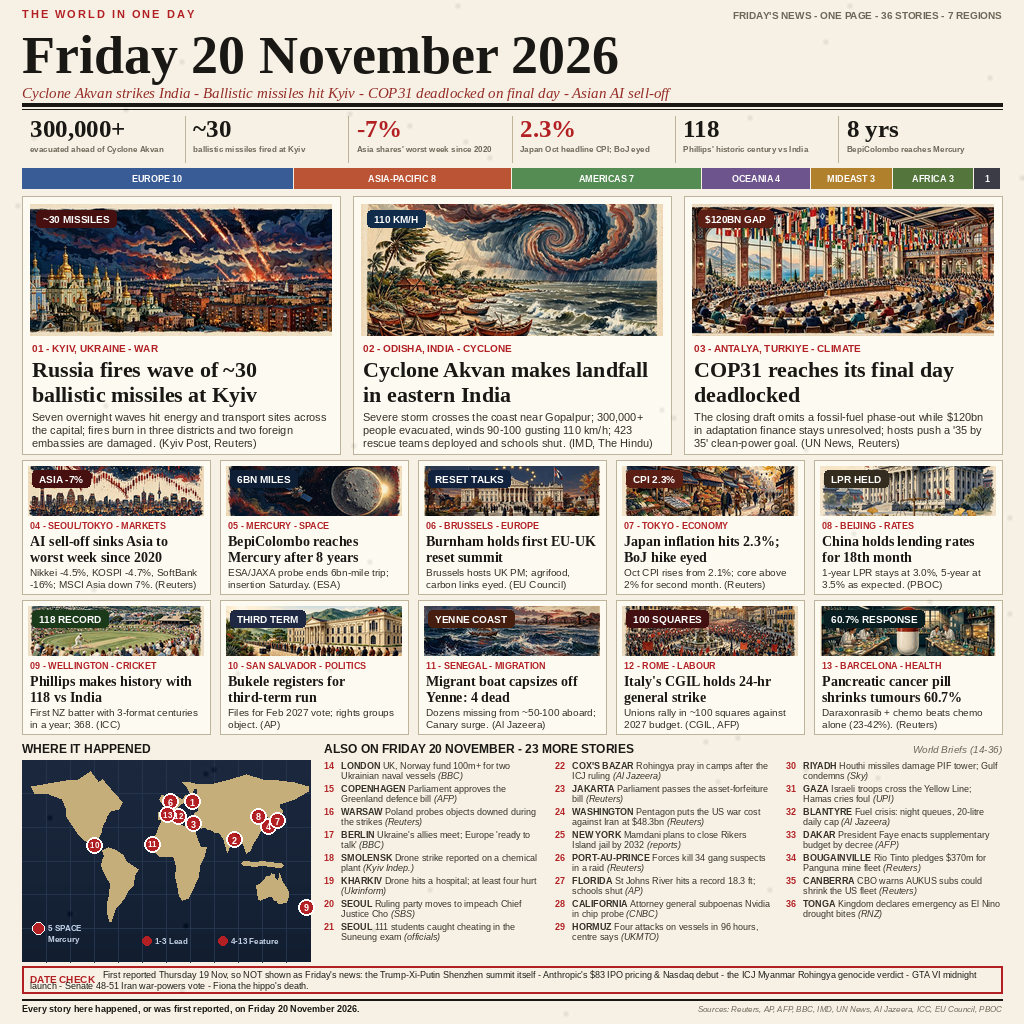 THE WORLD IN ONE DAY
FRIDAY'S NEWS - ONE PAGE - 36 STORIES - 7 REGIONS
Friday 20 November 2026
Cyclone Akvan strikes India - Ballistic missiles hit Kyiv - COP31 deadlocked on final day - Asian AI sell-off
300,000+
evacuated ahead of Cyclone Akvan
~30
ballistic missiles fired at Kyiv
-7%
Asia shares' worst week since 2020
2.3%
Japan Oct headline CPI; BoJ eyed
118
Phillips' historic century vs India
8 yrs
BepiColombo reaches Mercury
EUROPE 10
ASIA-PACIFIC 8
AMERICAS 7
OCEANIA 4
MIDEAST 3
AFRICA 3
1
~30 MISSILES
01 - KYIV, UKRAINE - WAR
Russia fires wave of ~30
ballistic missiles at Kyiv
Seven overnight waves hit energy and transport sites across
the capital; fires burn in three districts and two foreign
embassies are damaged. (Kyiv Post, Reuters)
110 KM/H
02 - ODISHA, INDIA - CYCLONE
Cyclone Akvan makes landfall
in eastern India
Severe storm crosses the coast near Gopalpur; 300,000+
people evacuated, winds 90-100 gusting 110 km/h; 423
rescue teams deployed and schools shut. (IMD, The Hindu)
$120BN GAP
03 - ANTALYA, TURKIYE - CLIMATE
COP31 reaches its final day
deadlocked
The closing draft omits a fossil-fuel phase-out while $120bn
in adaptation finance stays unresolved; hosts push a '35 by
35' clean-power goal. (UN News, Reuters)
ASIA -7%
04 - SEOUL/TOKYO - MARKETS
AI sell-off sinks Asia to
worst week since 2020
Nikkei -4.5%, KOSPI -4.7%, SoftBank
-16%; MSCI Asia down 7%. (Reuters)
6BN MILES
05 - MERCURY - SPACE
BepiColombo reaches
Mercury after 8 years
ESA/JAXA probe ends 6bn-mile trip;
insertion Saturday. (ESA)
RESET TALKS
06 - BRUSSELS - EUROPE
Burnham holds first EU-UK
reset summit
Brussels hosts UK PM; agrifood,
carbon links eyed. (EU Council)
CPI 2.3%
07 - TOKYO - ECONOMY
Japan inflation hits 2.3%;
BoJ hike eyed
Oct CPI rises from 2.1%; core above
2% for second month. (Reuters)
LPR HELD
08 - BEIJING - RATES
China holds lending rates
for 18th month
1-year LPR stays at 3.0%, 5-year at
3.5% as expected. (PBOC)
118 RECORD
09 - WELLINGTON - CRICKET
Phillips makes history with
118 vs India
First NZ batter with 3-format centuries
in a year; 368. (ICC)
THIRD TERM
10 - SAN SALVADOR - POLITICS
Bukele registers for
third-term run
Files for Feb 2027 vote; rights groups
object. (AP)
YENNE COAST
11 - SENEGAL - MIGRATION
Migrant boat capsizes off
Yenne: 4 dead
Dozens missing from ~50-100 aboard;
Canary surge. (Al Jazeera)
100 SQUARES
12 - ROME - LABOUR
Italy's CGIL holds 24-hr
general strike
Unions rally in ~100 squares against
2027 budget. (CGIL, AFP)
60.7% RESPONSE
13 - BARCELONA - HEALTH
Pancreatic cancer pill
shrinks tumours 60.7%
Daraxonrasib + chemo beats chemo
alone (23-42%). (Reuters)
WHERE IT HAPPENED
6
1
13
12
3
11
10
2
8
4
7
9
5 SPACE
Mercury
1-3 Lead
4-13 Feature
ALSO ON FRIDAY 20 NOVEMBER - 23 MORE STORIES
World Briefs (14-36)
14 LONDON UK, Norway fund 100m+ for two
Ukrainian naval vessels (BBC)
15 COPENHAGEN Parliament approves the
Greenland defence bill (AFP)
16 WARSAW Poland probes objects downed during
the strikes (Reuters)
17 BERLIN Ukraine's allies meet; Europe 'ready to
talk' (BBC)
18 SMOLENSK Drone strike reported on a chemical
plant (Kyiv Indep.)
19 KHARKIV Drone hits a hospital; at least four hurt
(Ukrinform)
20 SEOUL Ruling party moves to impeach Chief
Justice Cho (SBS)
21 SEOUL 111 students caught cheating in the
Suneung exam (officials)
22 COX'S BAZAR Rohingya pray in camps after the
ICJ ruling (Al Jazeera)
23 JAKARTA Parliament passes the asset-forfeiture
bill (Reuters)
24 WASHINGTON Pentagon puts the US war cost
against Iran at $48.3bn (Reuters)
25 NEW YORK Mamdani plans to close Rikers
Island jail by 2032 (reports)
26 PORT-AU-PRINCE Forces kill 34 gang suspects
in a raid (Reuters)
27 FLORIDA St Johns River hits a record 18.3 ft;
schools shut (AP)
28 CALIFORNIA Attorney general subpoenas Nvidia
in chip probe (CNBC)
29 HORMUZ Four attacks on vessels in 96 hours,
centre says (UKMTO)
30 RIYADH Houthi missiles damage PIF tower; Gulf
condemns (Sky)
31 GAZA Israeli troops cross the Yellow Line;
Hamas cries foul (UPI)
32 BLANTYRE Fuel crisis: night queues, 20-litre
daily cap (Al Jazeera)
33 DAKAR President Faye enacts supplementary
budget by decree (AFP)
34 BOUGAINVILLE Rio Tinto pledges $370m for
Panguna mine fleet (Reuters)
35 CANBERRA CBO warns AUKUS subs could
shrink the US fleet (Reuters)
36 TONGA Kingdom declares emergency as El Nino
drought bites (RNZ)
DATE CHECK First reported Thursday 19 Nov, so NOT shown as Friday's news: the Trump-Xi-Putin Shenzhen summit itself - Anthropic's $83 IPO pricing & Nasdaq debut - the ICJ Myanmar Rohingya genocide verdict - GTA VI midnight
launch - Senate 48-51 Iran war-powers vote - Fiona the hippo's death.
Every story here happened, or was first reported, on Friday 20 November 2026.
Sources: Reuters, AP, AFP, BBC, IMD, UN News, Al Jazeera, ICC, EU Council, PBOC